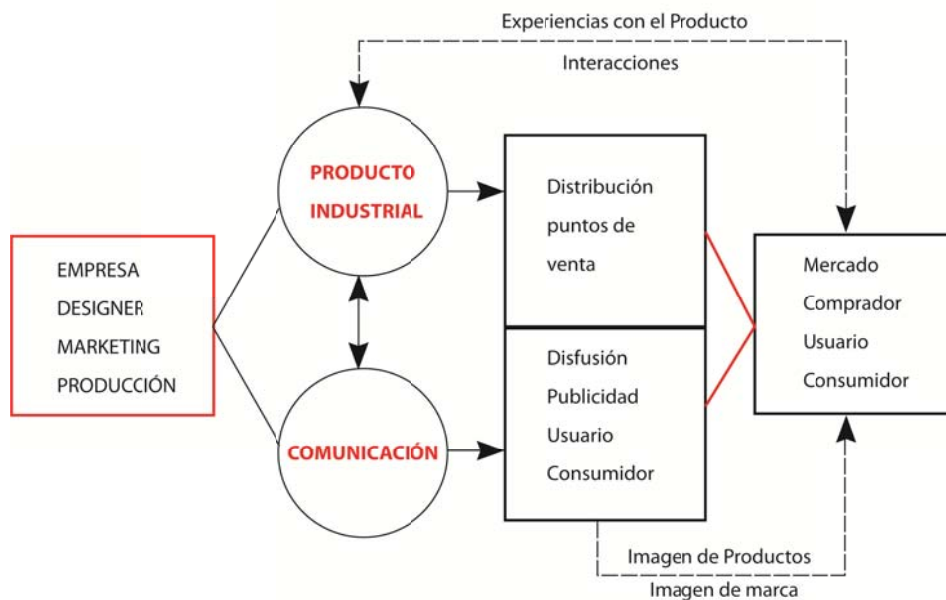 Experiencias con el Producto
Interacciones
PRODUCTO
INDUSTRIAL
Distribución
puntos de
venta
EMPRESA
DESIGNER
MARKETING
PRODUCCIÓN
Mercado
Comprador
Usuario
Consumidor
Disfusión
Publicidad
Usuario
Consumidor
COMUNICACIÓN
Imagen de Productos
Imagen de marca